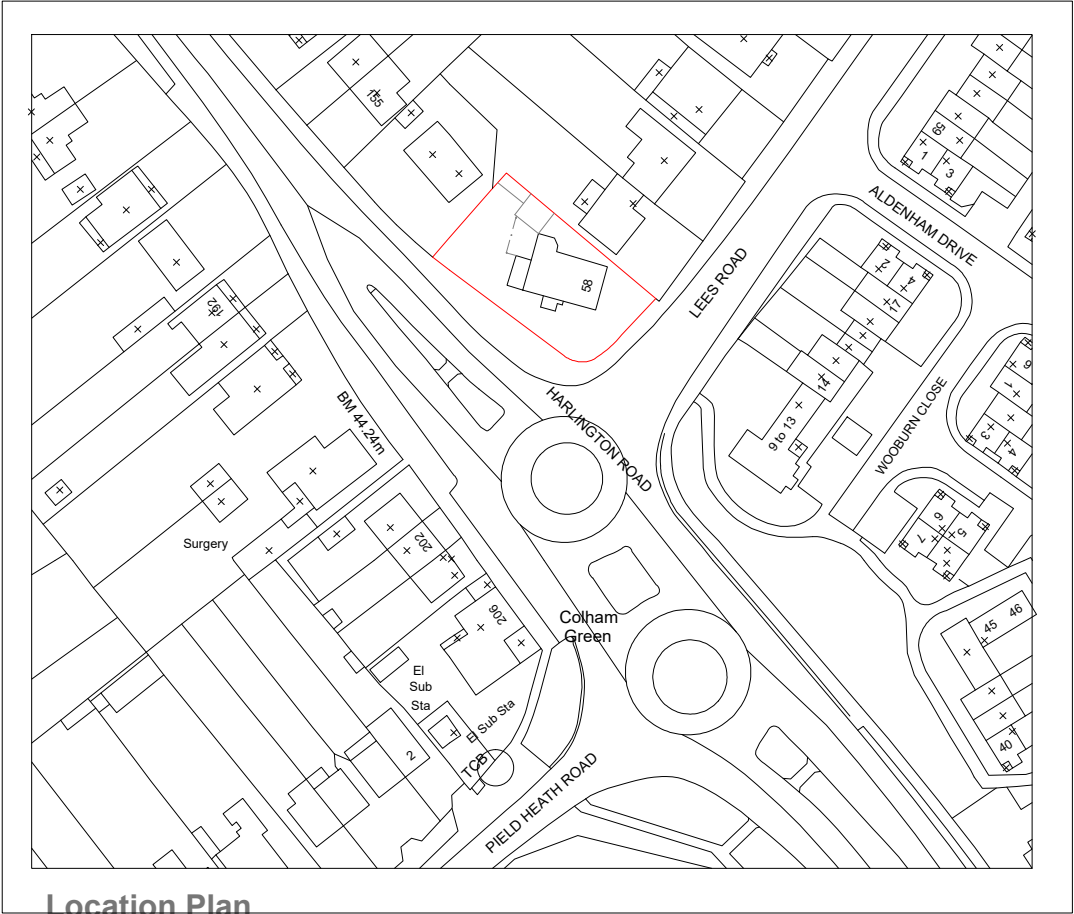 155
59
1
3
ALDENHAM DRIVE
2
4
17
LEES ROAD
58
192
BM 44.24m
HARLINGTON ROAD
14
9 to 13
WOOBURN CLOSE
6
1
3
4
6
5
7
Surgery
202
206
Colham
Green
El
Sub
Sta
El Sub Sta
TCB
2
PIELD HEATH ROAD
45
46
40
Location Plan